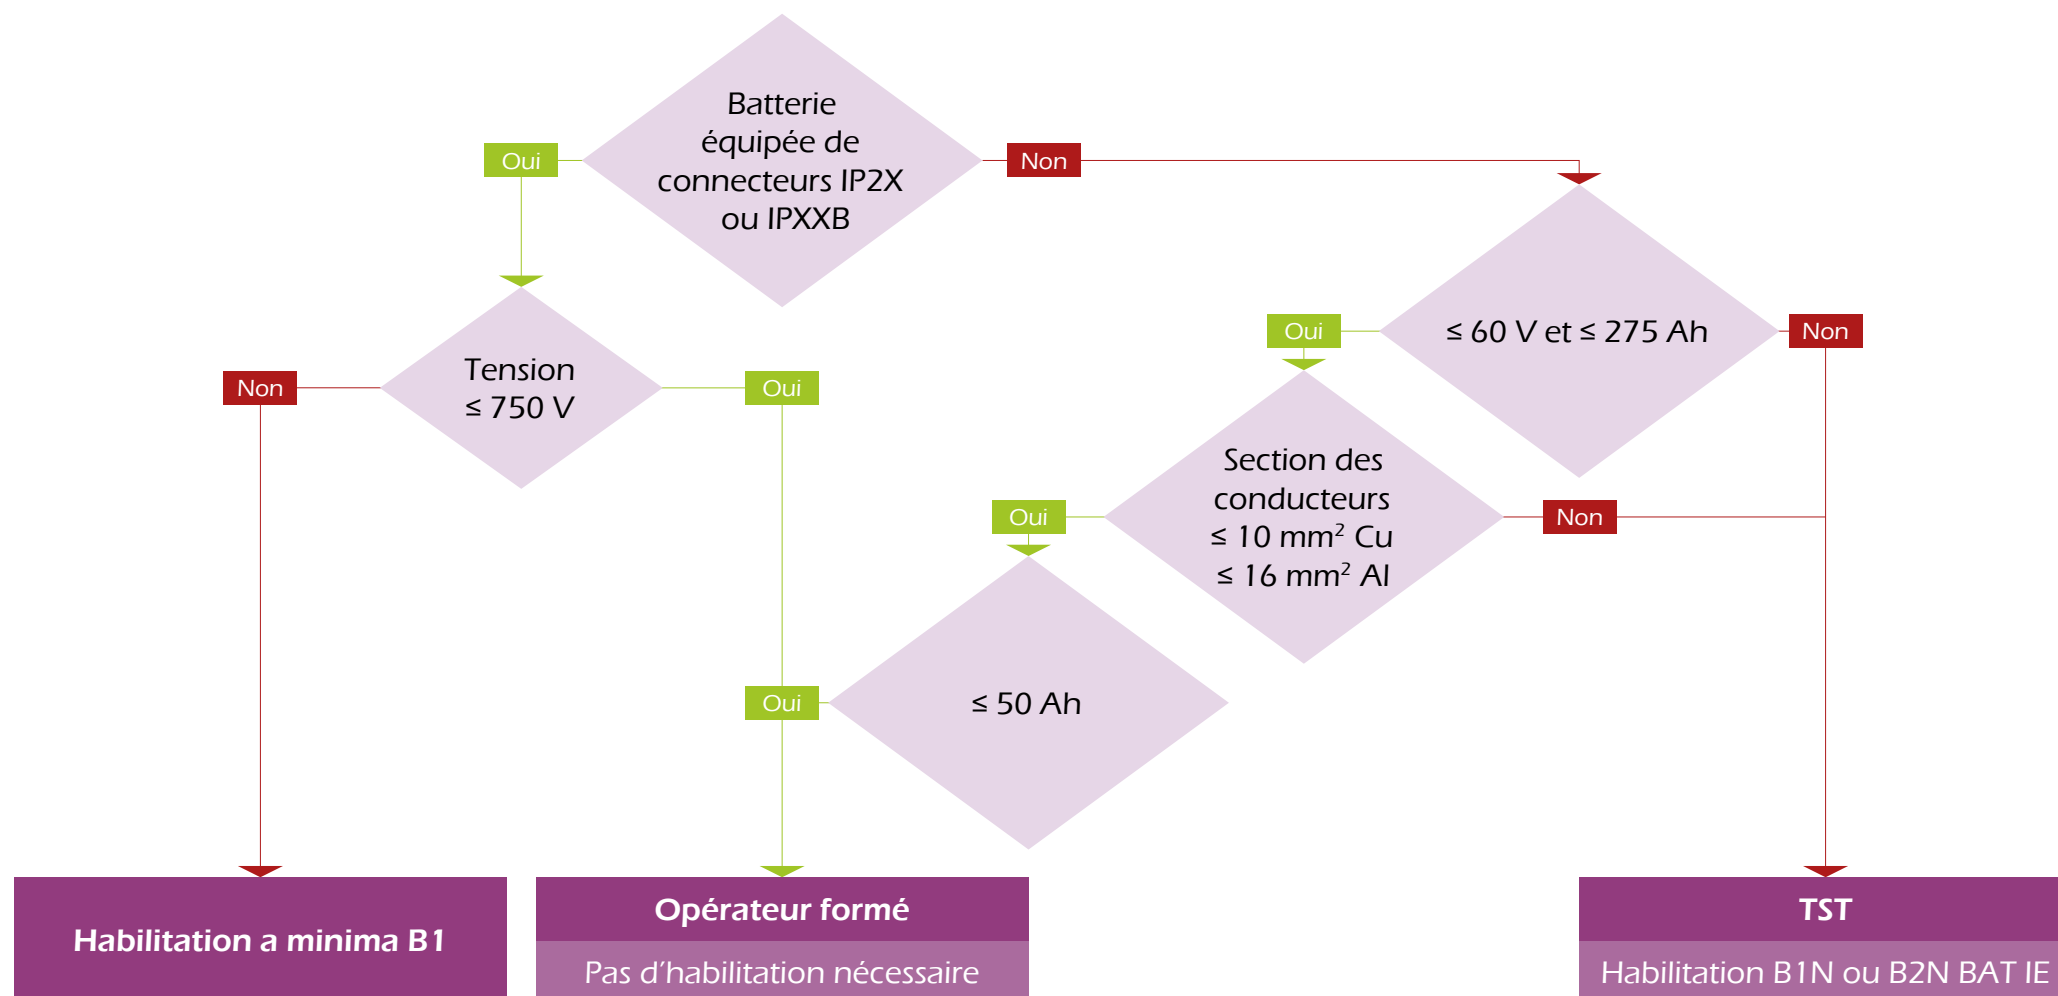 Batterie
équipée de
connecteurs IP2X
ou IPXXB
Oui
Non
Tension
≤ 750 V
Non
Oui
≤ 60 V et ≤ 275 Ah
Oui
Non
Section des
conducteurs
≤ 10 mm² Cu
≤ 16 mm² Al
Oui
Non
≤ 50 Ah
Oui
Habilitation a minima B1
Opérateur formé
Pas d’habilitation nécessaire
TST
Habilitation B1N ou B2N BAT IE